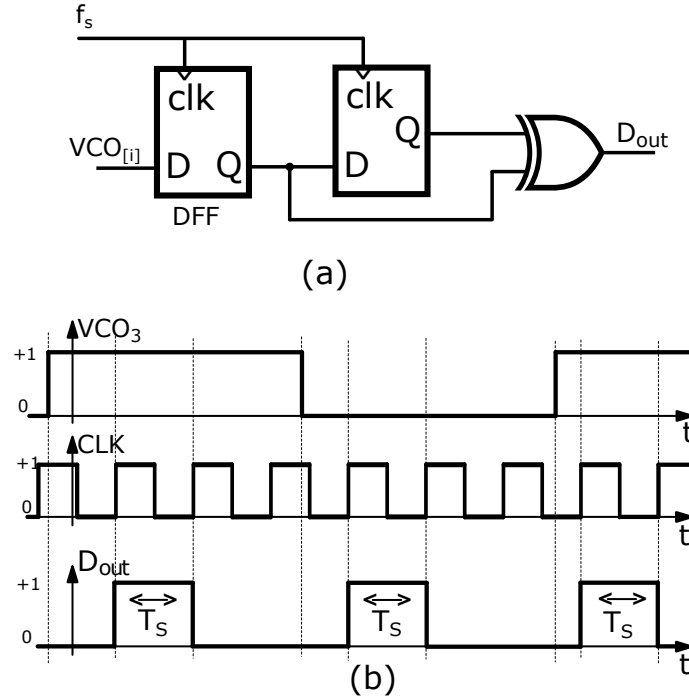 f_s
clk
clk
Q
VCO_[i]
D
Q
D
D_out
DFF
(a)
VCO_3
+1
0
t
CLK
+1
0
t
D_out
+1
T_S
T_S
T_S
0
t
(b)